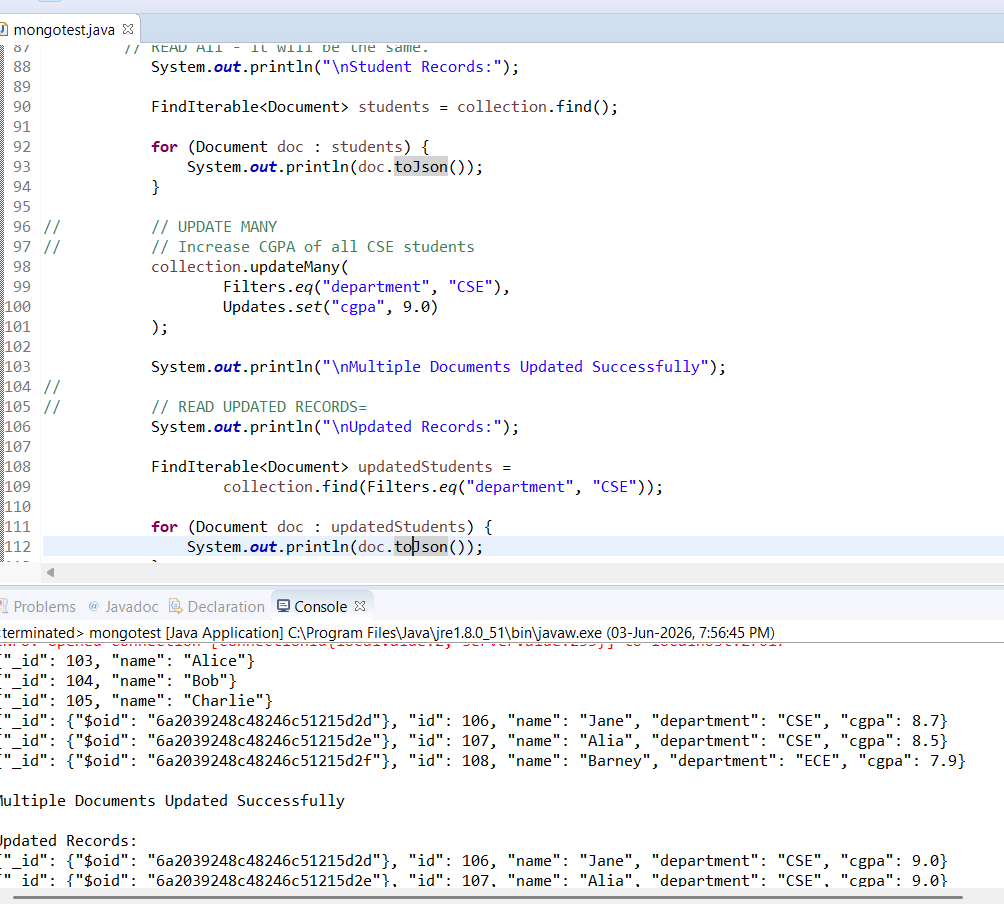 mongotest.java
87 // READ All - it will be the same.
88 System.out.println("\nStudent Records:");
89
90 FindIterable<Document> students = collection.find();
91
92 for (Document doc : students) {
93 System.out.println(doc.toJson());
94 }
95
96 // // UPDATE MANY
97 // // Increase CGPA of all CSE students
98 collection.updateMany(
99 Filters.eq("department", "CSE"),
100 Updates.set("cgpa", 9.0)
101 );
102
103 System.out.println("\nMultiple Documents Updated Successfully");
104 //
105 // // READ UPDATED RECORDS=
106 System.out.println("\nUpdated Records:");
107
108 FindIterable<Document> updatedStudents =
109 collection.find(Filters.eq("department", "CSE"));
110
111 for (Document doc : updatedStudents) {
112 System.out.println(doc.toJson());
Problems @ Javadoc Declaration Console
<terminated> mongotest [Java Application] C:\Program Files\Java\jre1.8.0_51\bin\javaw.exe (03-Jun-2026, 7:56:45 PM)
{"_id": 103, "name": "Alice"}
{"_id": 104, "name": "Bob"}
{"_id": 105, "name": "Charlie"}
{"_id": {"$oid": "6a2039248c48246c51215d2d"}, "id": 106, "name": "Jane", "department": "CSE", "cgpa": 8.7}
{"_id": {"$oid": "6a2039248c48246c51215d2e"}, "id": 107, "name": "Alia", "department": "CSE", "cgpa": 8.5}
{"_id": {"$oid": "6a2039248c48246c51215d2f"}, "id": 108, "name": "Barney", "department": "ECE", "cgpa": 7.9}
Multiple Documents Updated Successfully
Updated Records:
{"_id": {"$oid": "6a2039248c48246c51215d2d"}, "id": 106, "name": "Jane", "department": "CSE", "cgpa": 9.0}
{"_id": {"$oid": "6a2039248c48246c51215d2e"}, "id": 107, "name": "Alia", "department": "CSE", "cgpa": 9.0}